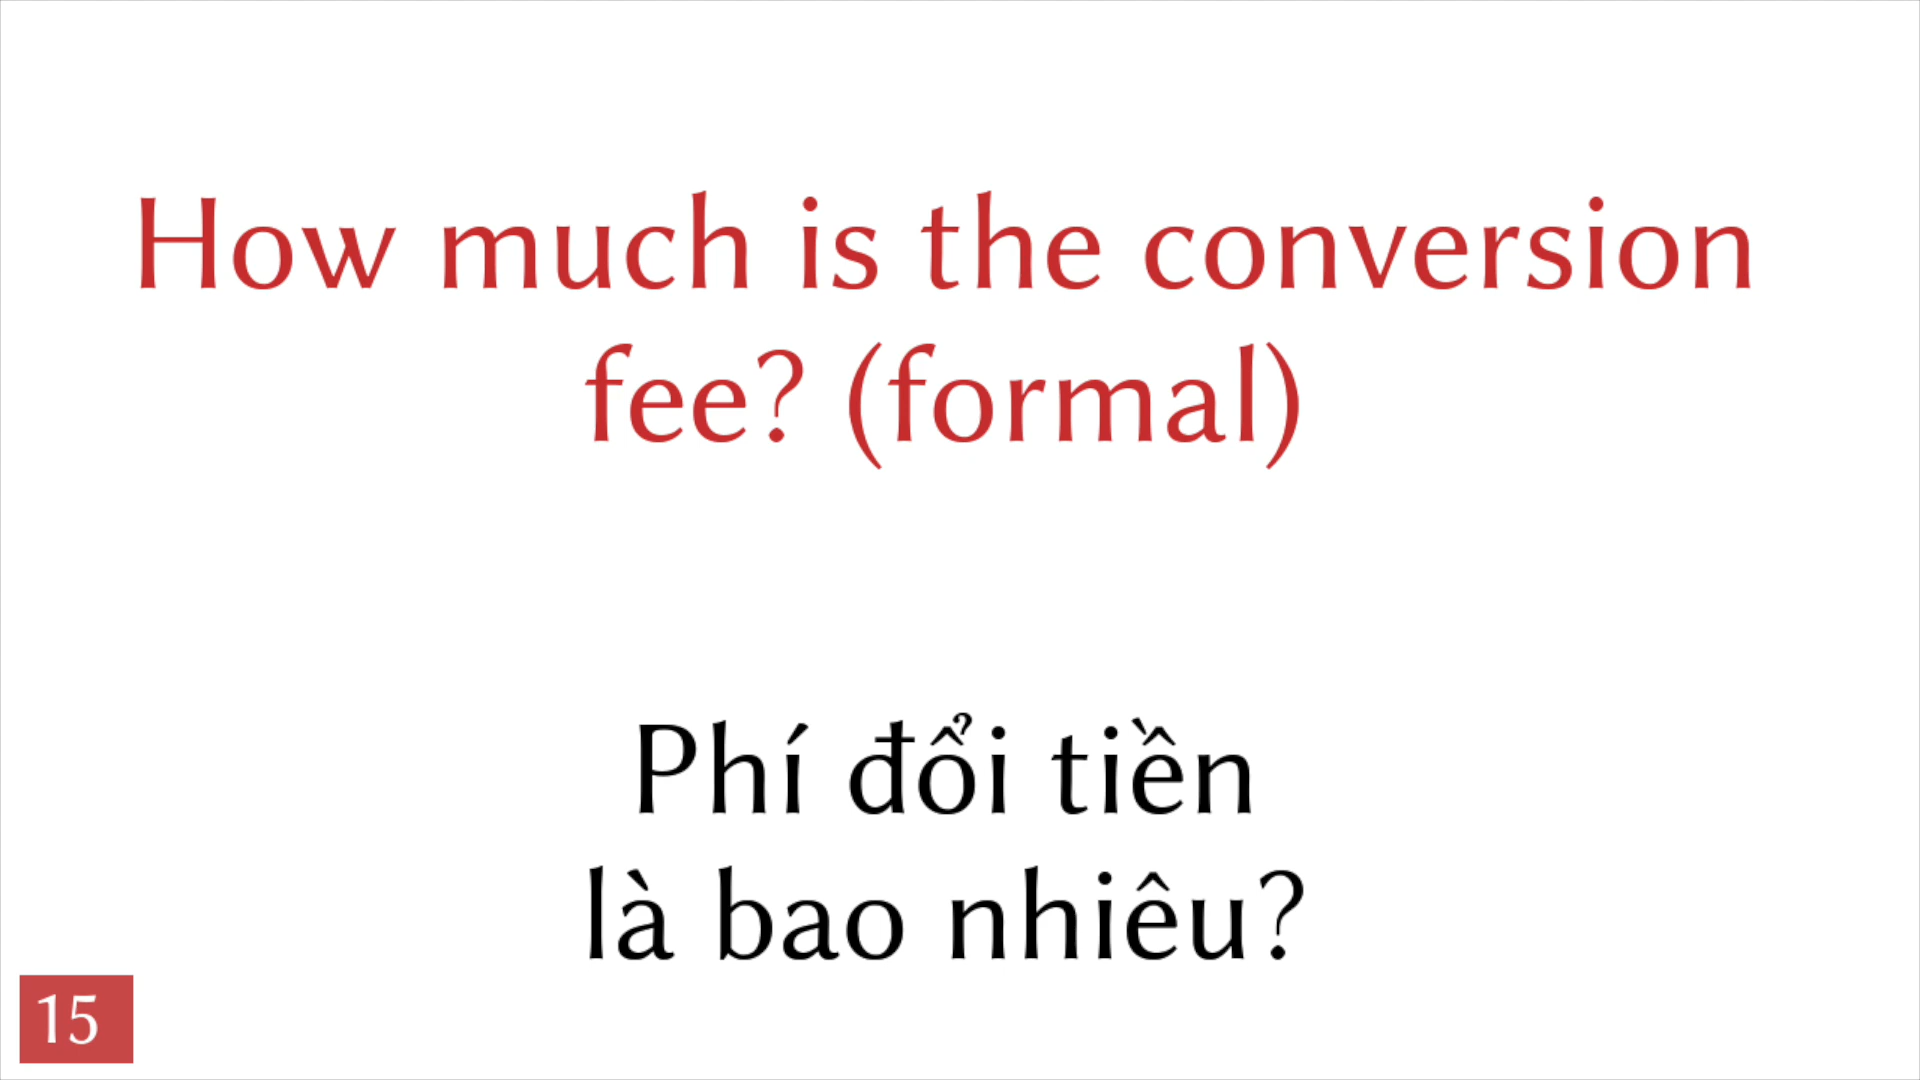 How much is the conversion
fee? (formal)
Phí đổi tiền
là bao nhiêu?
15